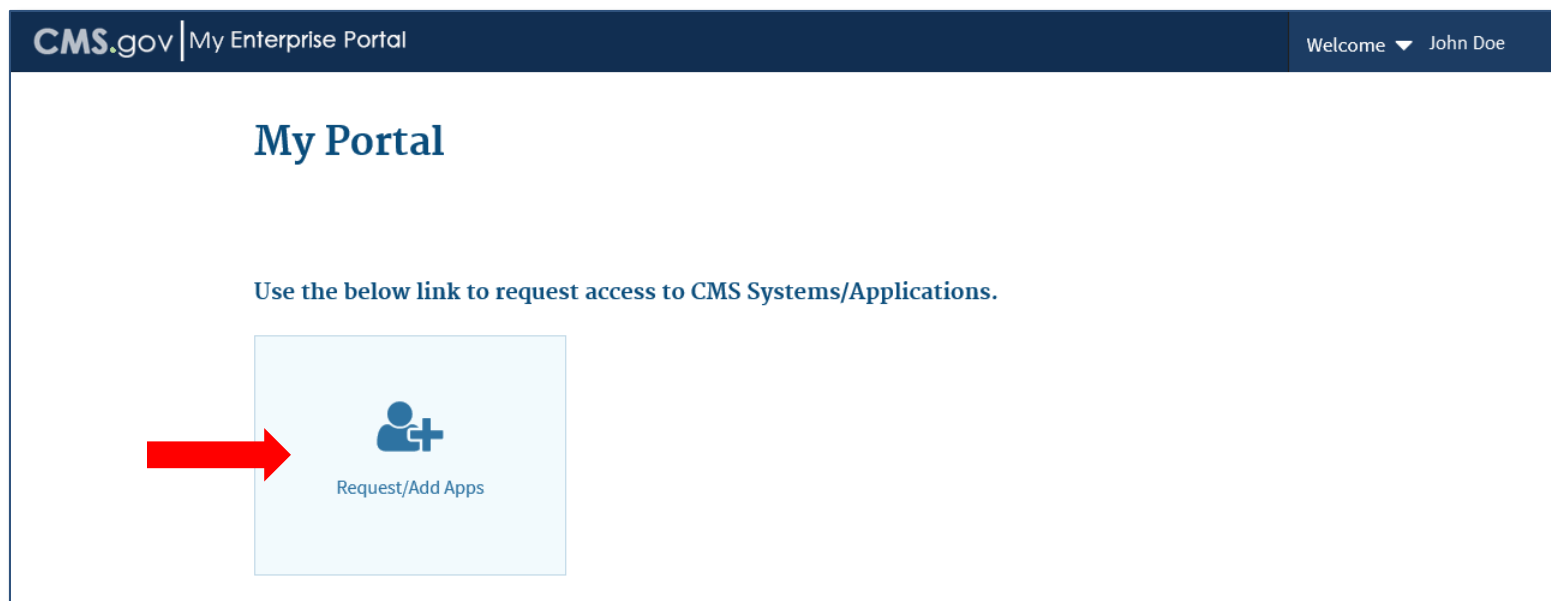 CMS.gov My Enterprise Portal
Welcome John Doe
My Portal
Use the below link to request access to CMS Systems/Applications.
Request/Add Apps